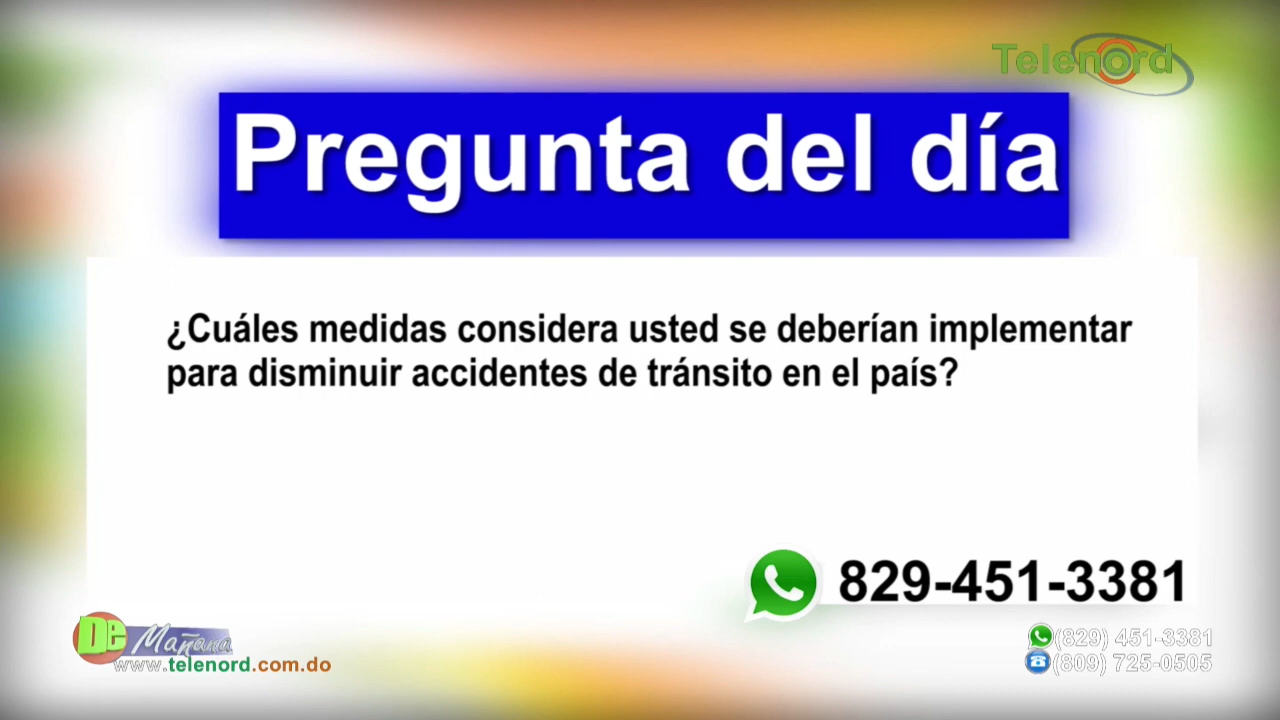 Telenord
Pregunta del día
¿Cuáles medidas considera usted se deberían implementar
para disminuir accidentes de tránsito en el país?
829-451-3381
De Mañana
www.telenord.com.do
(829) 451-3381
(809) 725-0505